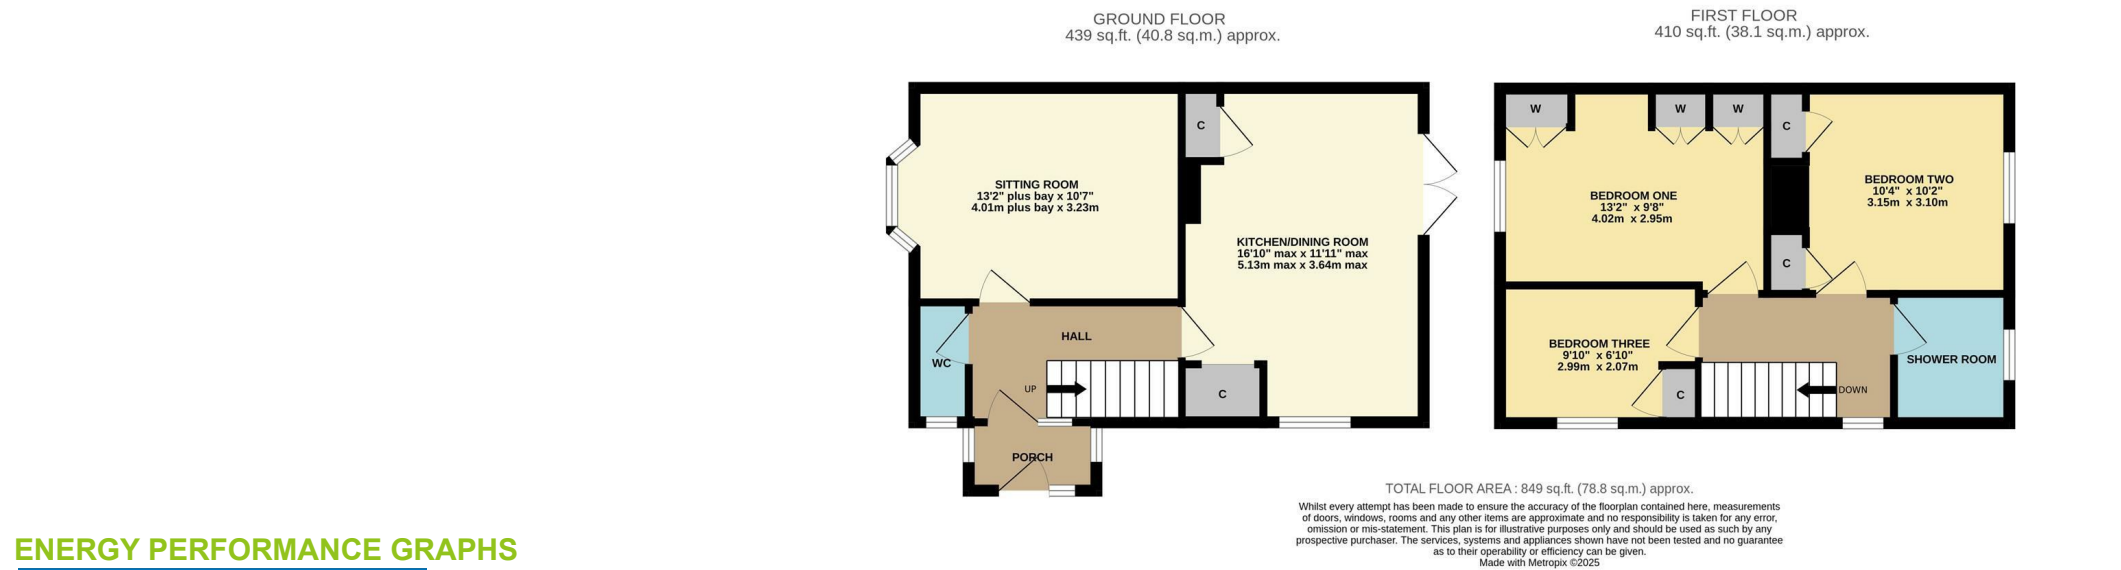 GROUND FLOOR
439 sq.ft. (40.8 sq.m.) approx.
C
SITTING ROOM
13'2" plus bay x 10'7"
4.01m plus bay x 3.23m
KITCHEN/DINING ROOM
16'10" max x 11'11" max
5.13m max x 3.64m max
HALL
WC
UP
C
PORCH
FIRST FLOOR
410 sq.ft. (38.1 sq.m.) approx.
W
W
W
C
BEDROOM ONE
13'2" x 9'8"
4.02m x 2.95m
BEDROOM TWO
10'4" x 10'2"
3.15m x 3.10m
C
BEDROOM THREE
9'10" x 6'10"
2.99m x 2.07m
SHOWER ROOM
C
DOWN
TOTAL FLOOR AREA : 849 sq.ft. (78.8 sq.m.) approx.
Whilst every attempt has been made to ensure the accuracy of the floorplan contained here, measurements
of doors, windows, rooms and any other items are approximate and no responsibility is taken for any error,
omission or mis-statement. This plan is for illustrative purposes only and should be used as such by any
prospective purchaser. The services, systems and appliances shown have not been tested and no guarantee
as to their operability or efficiency can be given.
Made with Metropix ©2025
ENERGY PERFORMANCE GRAPHS